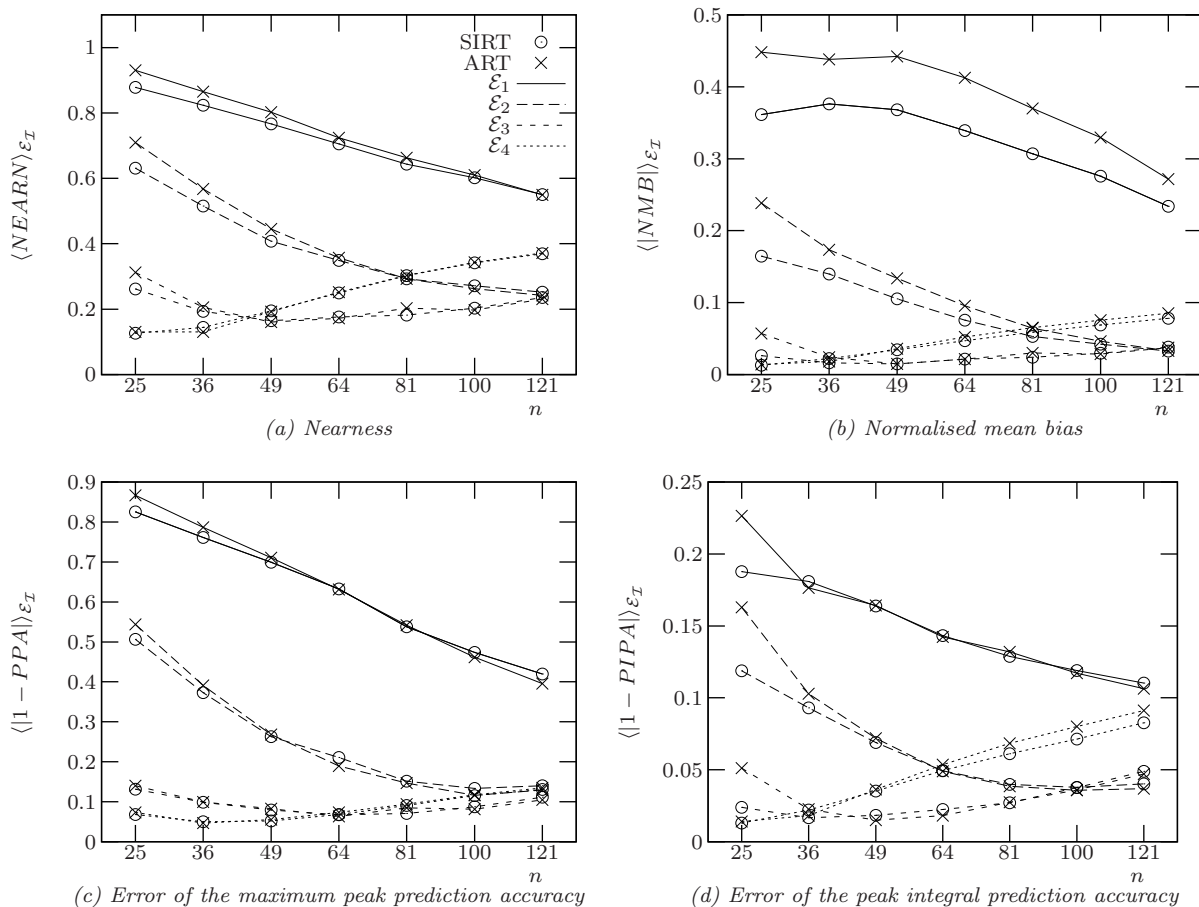 1
0.8
0.6
0.4
0.2
0
⟨NEARN⟩ℰ_ℐ
SIRT
ART
ℰ1
ℰ2
ℰ3
ℰ4
25 36 49 64 81 100 121
n
(a) Nearness
0.5
0.4
0.3
0.2
0.1
0
⟨|NMB|⟩ℰ_ℐ
25 36 49 64 81 100 121
n
(b) Normalised mean bias
0.9
0.8
0.7
0.6
0.5
0.4
0.3
0.2
0.1
0
⟨|1 − PPA|⟩ℰ_ℐ
25 36 49 64 81 100 121
n
(c) Error of the maximum peak prediction accuracy
0.25
0.2
0.15
0.1
0.05
0
⟨|1 − PIPA|⟩ℰ_ℐ
25 36 49 64 81 100 121
n
(d) Error of the peak integral prediction accuracy